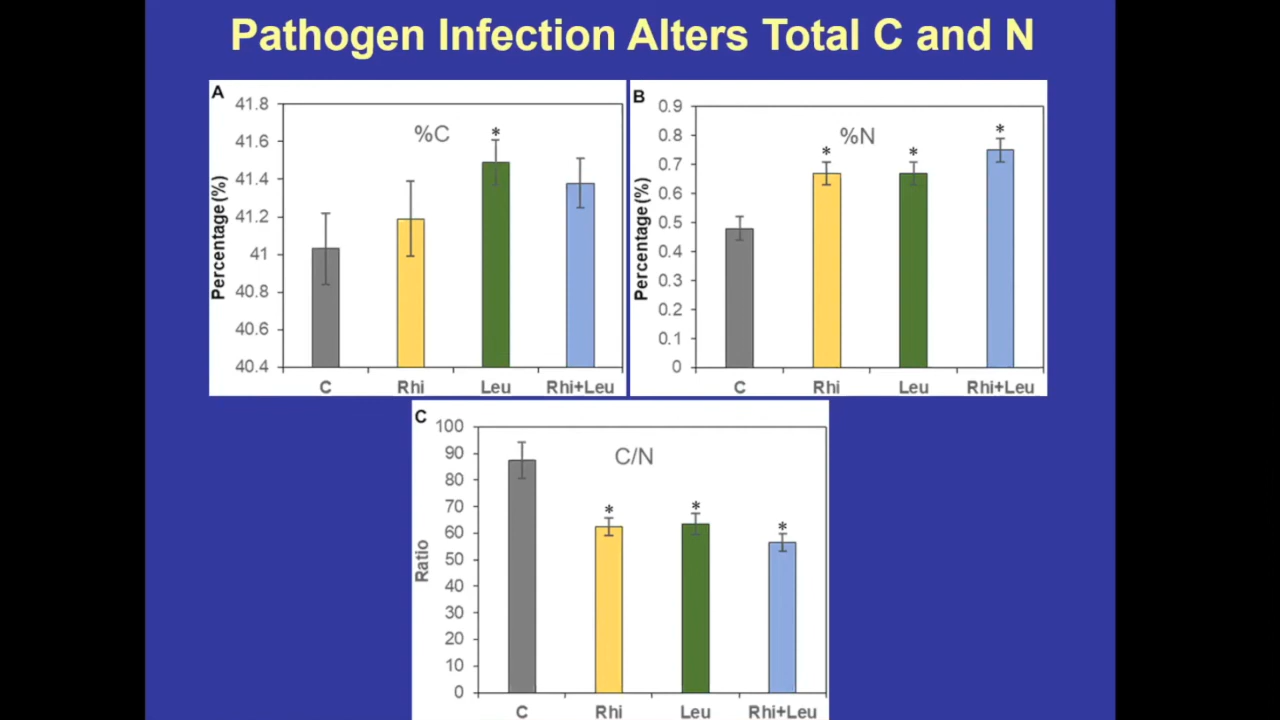 Pathogen Infection Alters Total C and N
A
%C
Percentage (%)
41.8
41.6
41.4
41.2
41
40.8
40.6
40.4
*
C Rhi Leu Rhi+Leu
B
%N
Percentage (%)
0.9
0.8
0.7
0.6
0.5
0.4
0.3
0.2
0.1
0
* * *
C Rhi Leu Rhi+Leu
C
C/N
Ratio
100
90
80
70
60
50
40
30
20
10
0
* * *
C Rhi Leu Rhi+Leu